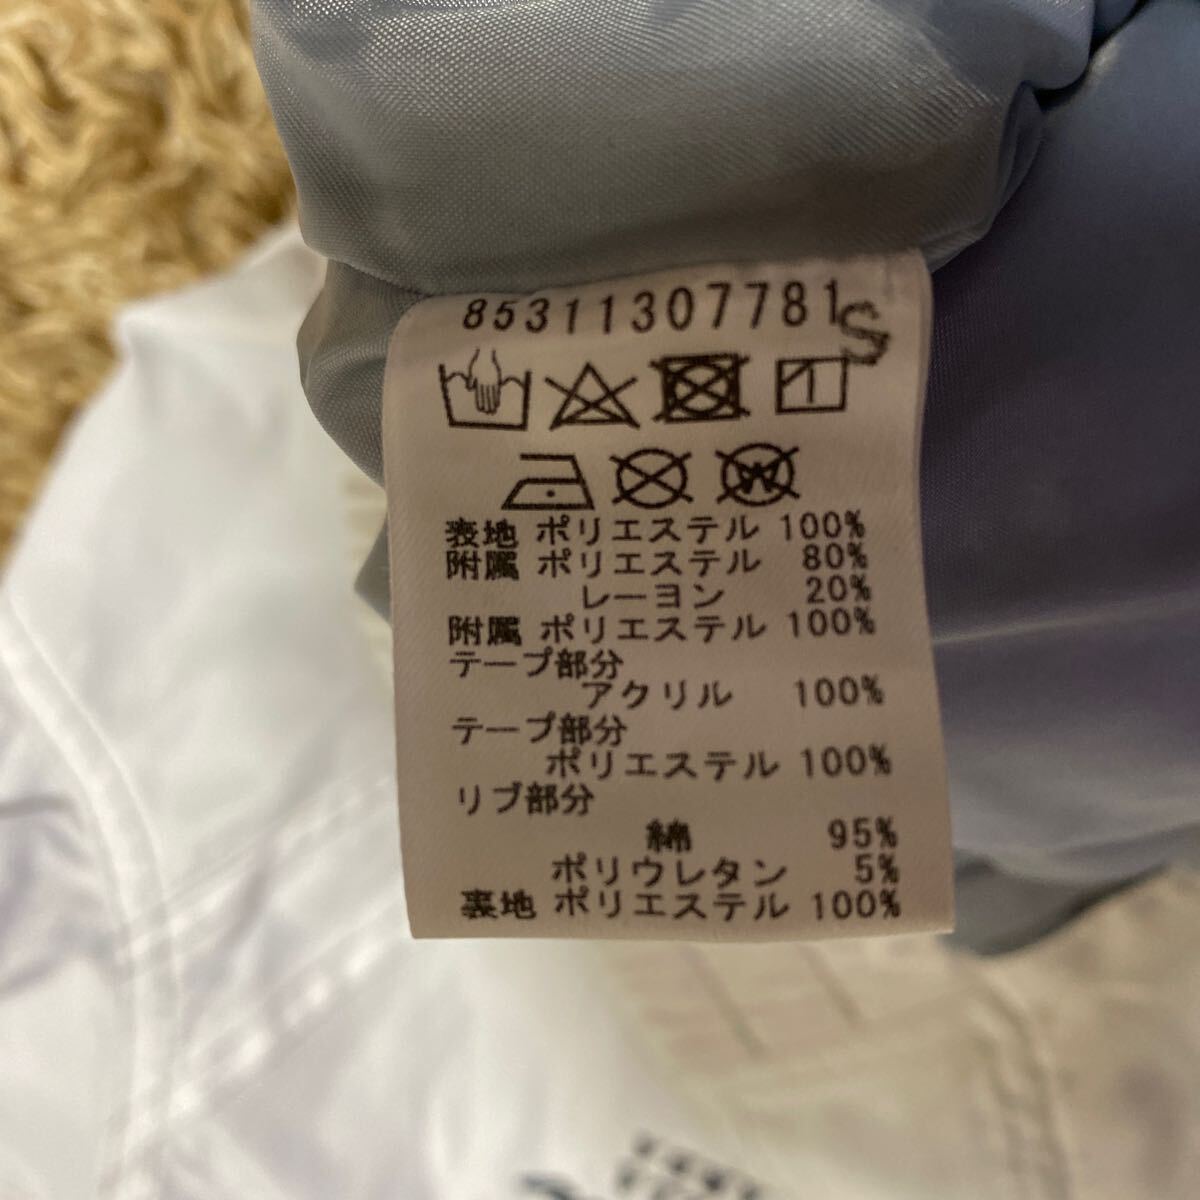 85311307781S
W
表地 ポリエステル 100%
附属 ポリエステル 80%
レーヨン 20%
附属 ポリエステル 100%
テープ部分
アクリル 100%
テープ部分
ポリエステル 100%
リブ部分
綿 95%
ポリウレタン 5%
裏地 ポリエステル 100%